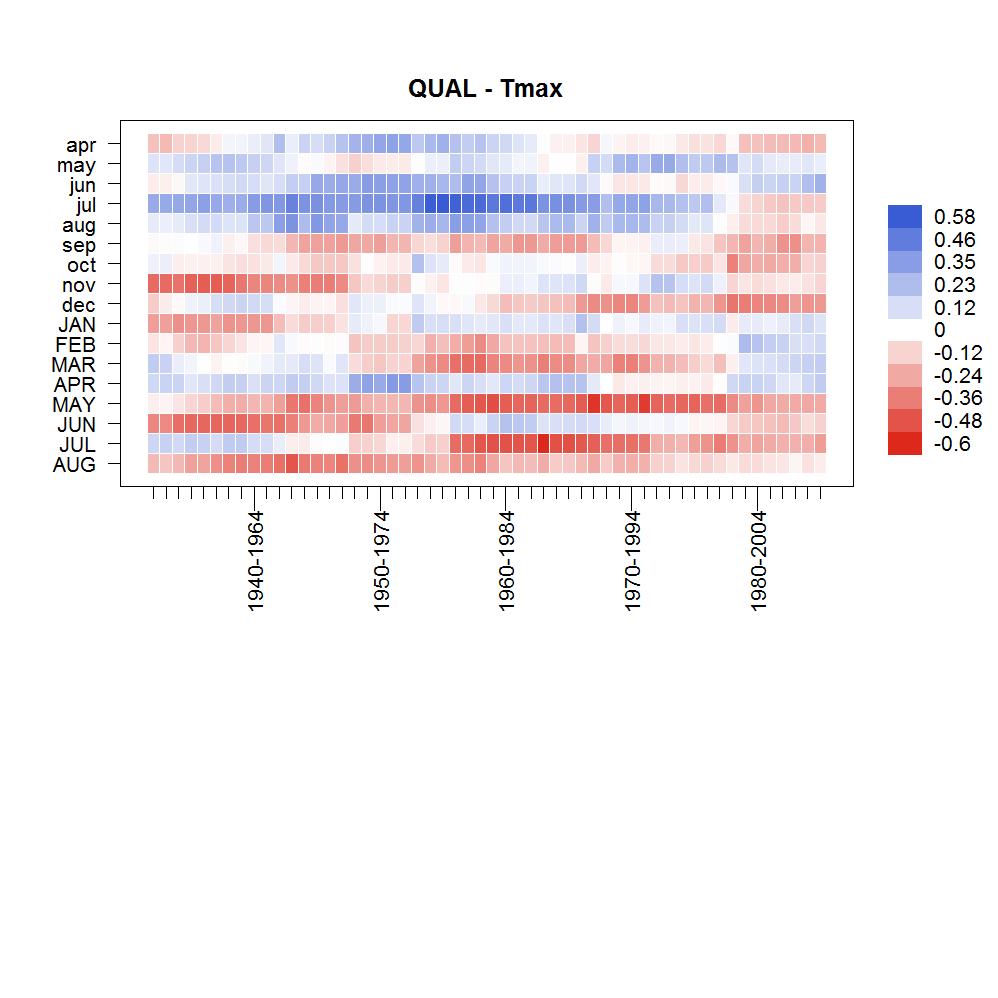 QUAL - Tmax
apr
may
jun
jul
aug
sep
oct
nov
dec
JAN
FEB
MAR
APR
MAY
JUN
JUL
AUG
0.58
0.46
0.35
0.23
0.12
0
-0.12
-0.24
-0.36
-0.48
-0.6
1940-1964
1950-1974
1960-1984
1970-1994
1980-2004